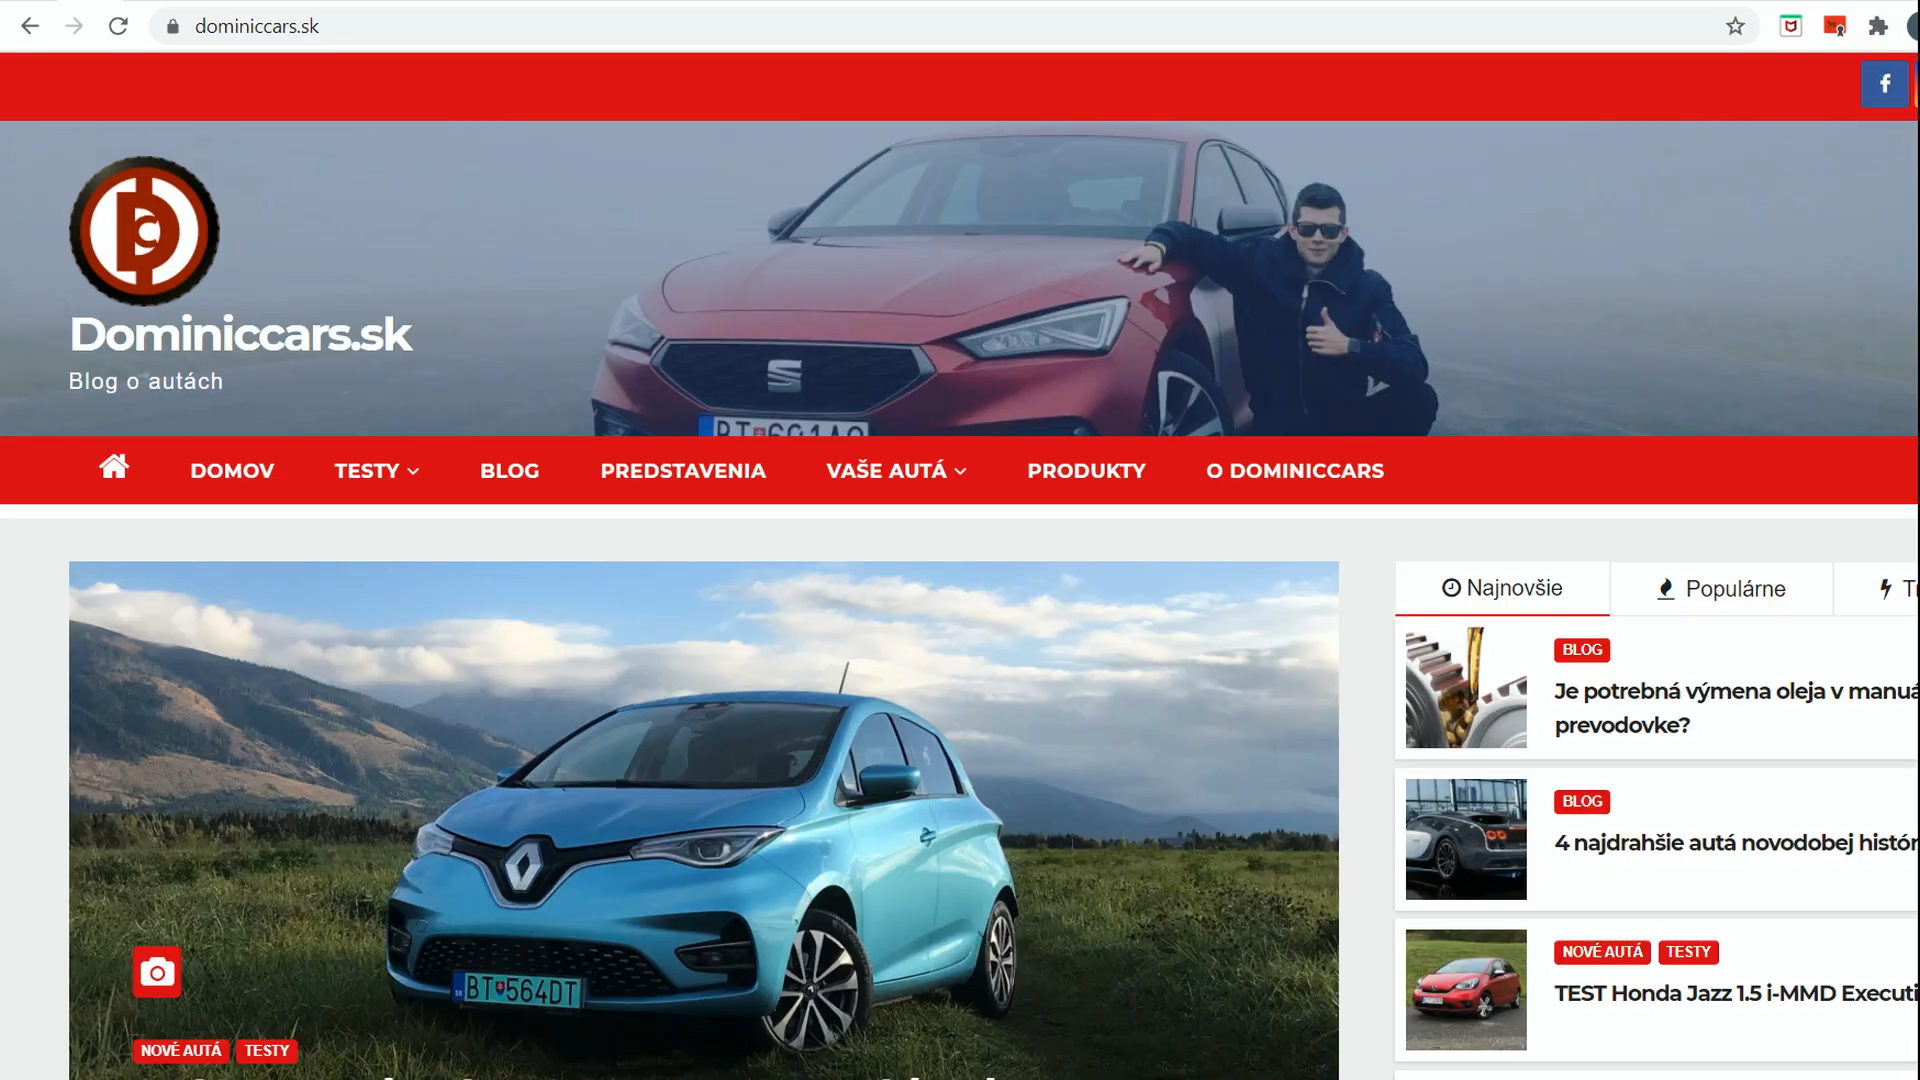 dominiccars.sk
Dominiccars.sk
Blog o autách
DOMOV TESTY BLOG PREDSTAVENIA VAŠE AUTÁ PRODUKTY O DOMINICCARS
Najnovšie Populárne
BLOG
Je potrebná výmena oleja v manuá
prevodovke?
BLOG
4 najdrahšie autá novodobej histór
NOVÉ AUTÁ TESTY
TEST Honda Jazz 1.5 i-MMD Executi
BT 564DT
NOVÉ AUTÁ TESTY